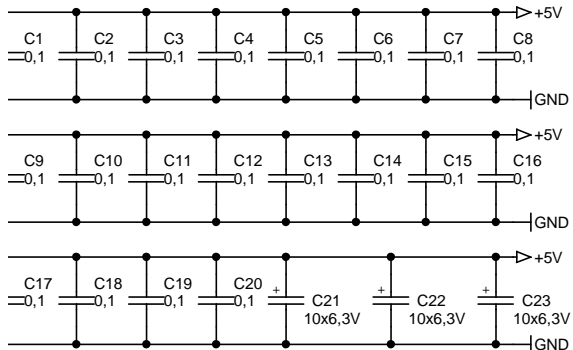 +5V
C1 C2 C3 C4 C5 C6 C7 C8
0,1 0,1 0,1 0,1 0,1 0,1 0,1 0,1
GND
+5V
C9 C10 C11 C12 C13 C14 C15 C16
0,1 0,1 0,1 0,1 0,1 0,1 0,1 0,1
GND
+5V
C17 C18 C19 C20
0,1 0,1 0,1 0,1
+ C21 + C22 + C23
10x6,3V 10x6,3V 10x6,3V
GND